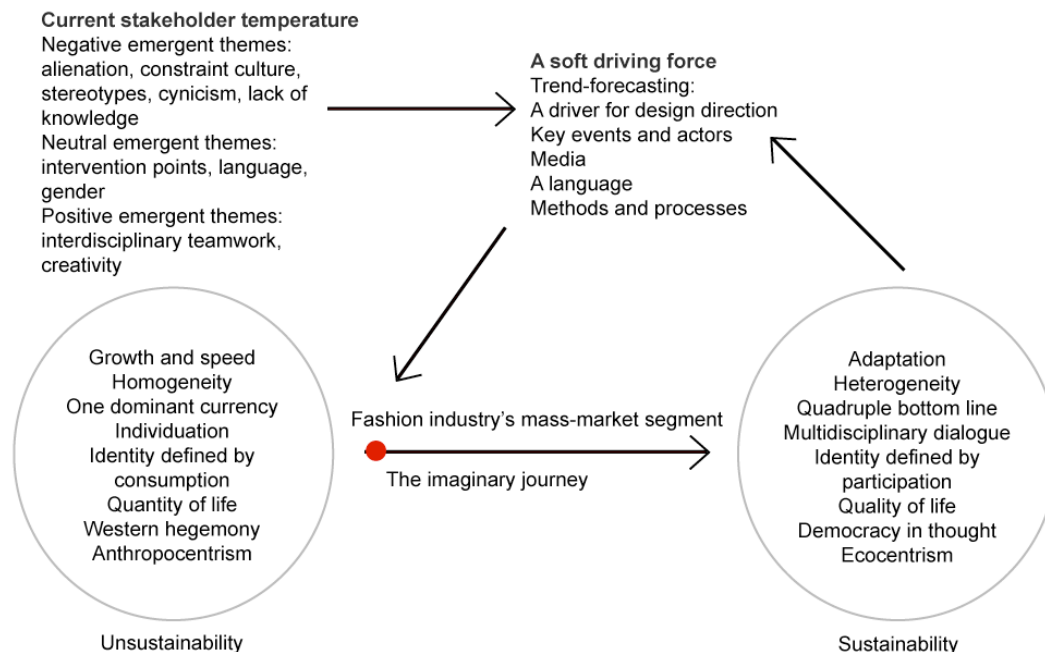 Current stakeholder temperature
Negative emergent themes:
alienation, constraint culture,
stereotypes, cynicism, lack of
knowledge
Neutral emergent themes:
intervention points, language,
gender
Positive emergent themes:
interdisciplinary teamwork,
creativity
A soft driving force
Trend-forecasting:
A driver for design direction
Key events and actors
Media
A language
Methods and processes
Growth and speed
Homogeneity
One dominant currency
Individuation
Identity defined by
consumption
Quantity of life
Western hegemony
Anthropocentrism
Unsustainability
Fashion industry's mass-market segment
The imaginary journey
Adaptation
Heterogeneity
Quadruple bottom line
Multidisciplinary dialogue
Identity defined by
participation
Quality of life
Democracy in thought
Ecocentrism
Sustainability